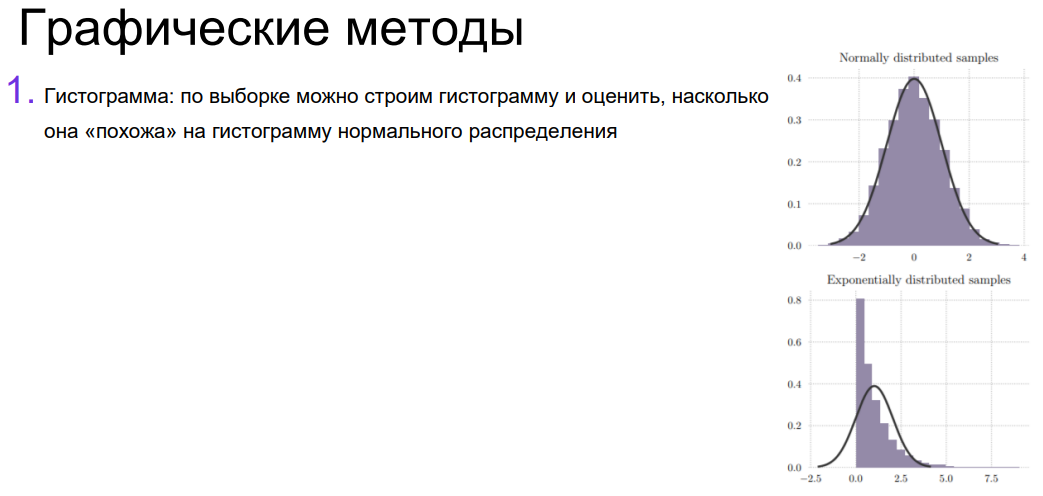 Графические методы
1. Гистограмма: по выборке можно строим гистограмму и оценить, насколько
она «похожа» на гистограмму нормального распределения
Normally distributed samples
0.4
0.3
0.2
0.1
0.0
−2 0 2 4
Exponentially distributed samples
0.8
0.6
0.4
0.2
0.0
−2.5 0.0 2.5 5.0 7.5